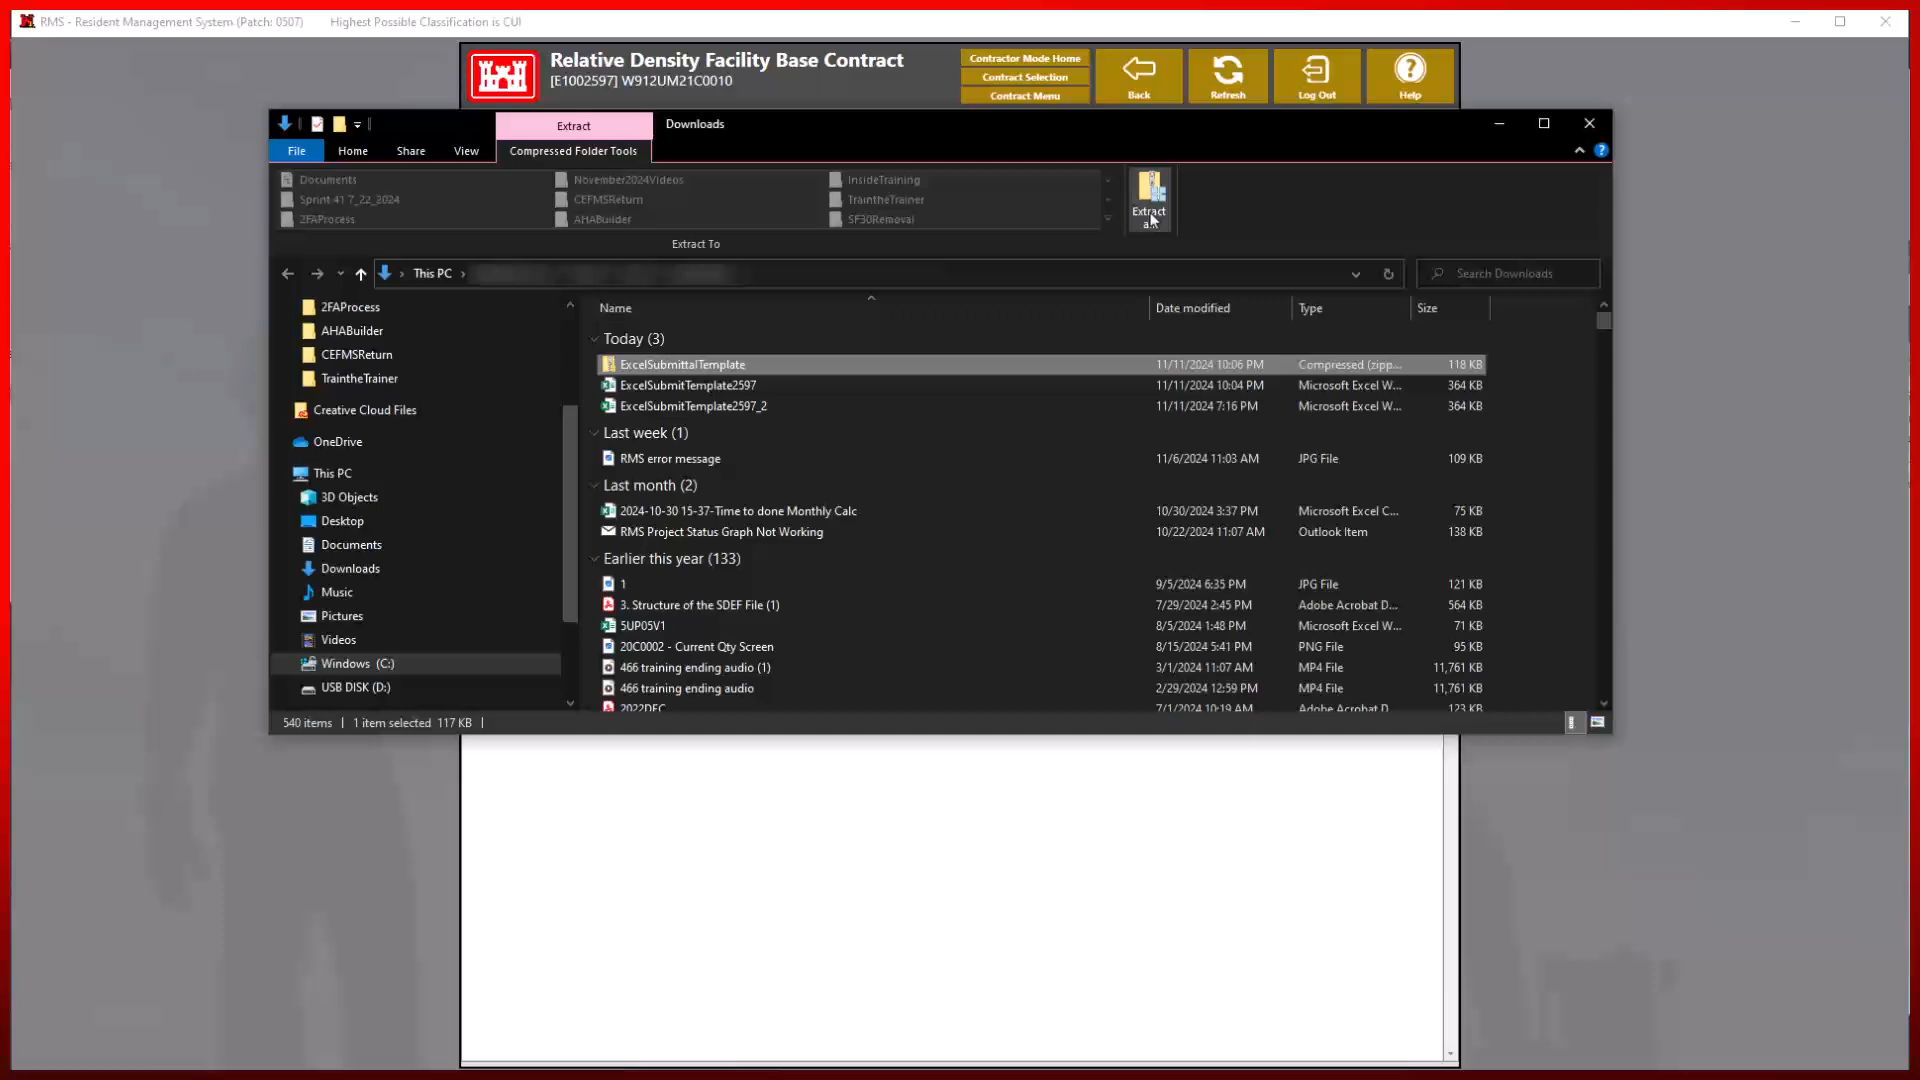 RMS - Resident Management System (Patch: 0507) Highest Possible Classification is CUI
Relative Density Facility Base Contract
[E1002597] W912UM21C0010
Contractor Mode Home
Contract Selection
Contract Menu
Back
Refresh
Log Out
Help
Extract
Downloads
File
Home
Share
View
Compressed Folder Tools
Documents
November2024Videos
InsideTraining
Sprint 41 7_22_2024
CEFMSReturn
TraintheTrainer
2FAProcess
AHABuilder
SF30Removal
Extract
all
Extract To
This PC
Search Downloads
2FAProcess
AHABuilder
CEFMSReturn
TraintheTrainer
Creative Cloud Files
OneDrive
This PC
3D Objects
Desktop
Documents
Downloads
Music
Pictures
Videos
Windows (C:)
USB DISK (D:)
Name Date modified Type Size
Today (3)
ExcelSubmittalTemplate 11/11/2024 10:06 PM Compressed (zipp... 118 KB
ExcelSubmitTemplate2597 11/11/2024 10:04 PM Microsoft Excel W... 364 KB
ExcelSubmitTemplate2597_2 11/11/2024 7:16 PM Microsoft Excel W... 364 KB
Last week (1)
RMS error message 11/6/2024 11:03 AM JPG File 109 KB
Last month (2)
2024-10-30 15-37-Time to done Monthly Calc 10/30/2024 3:37 PM Microsoft Excel C... 75 KB
RMS Project Status Graph Not Working 10/22/2024 11:07 AM Outlook Item 138 KB
Earlier this year (133)
1 9/5/2024 6:35 PM JPG File 121 KB
3. Structure of the SDEF File (1) 7/29/2024 2:45 PM Adobe Acrobat D... 564 KB
5UP05V1 8/5/2024 1:48 PM Microsoft Excel W... 71 KB
20C0002 - Current Qty Screen 8/15/2024 5:41 PM PNG File 95 KB
466 training ending audio (1) 3/1/2024 11:07 AM MP4 File 11,761 KB
466 training ending audio 2/29/2024 12:59 PM MP4 File 11,761 KB
2022DEC 7/1/2024 10:19 AM Adobe Acrobat D 123 KB
540 items 1 item selected 117 KB